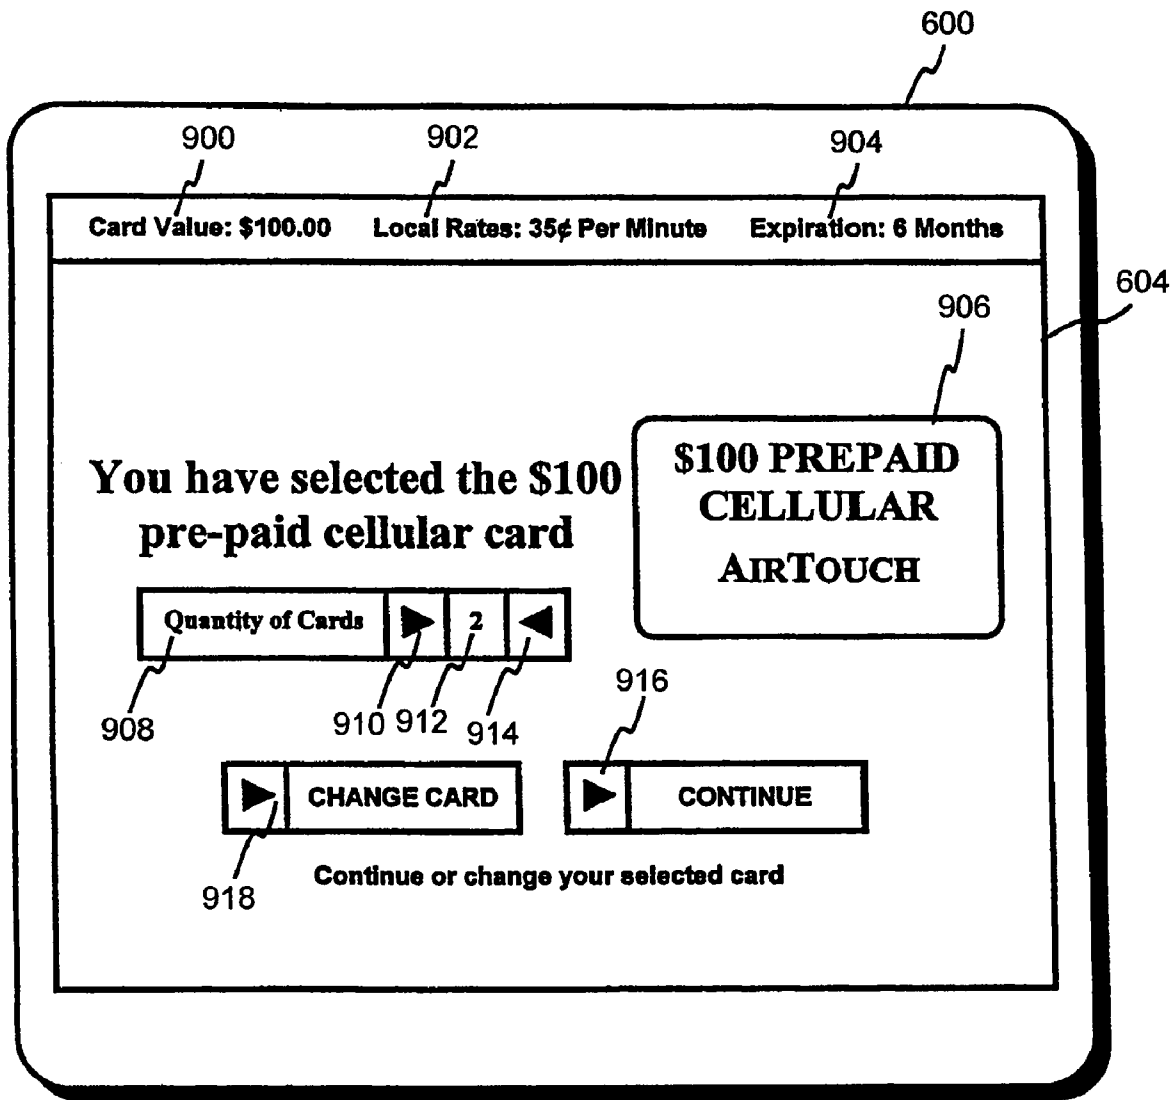 600
900
902
904
Card Value: $100.00 Local Rates: 35¢ Per Minute Expiration: 6 Months
604
906
You have selected the $100
pre-paid cellular card
$100 PREPAID
CELLULAR
AIRTOUCH
Quantity of Cards 2
908
910
912
914
916
CHANGE CARD
CONTINUE
918
Continue or change your selected card